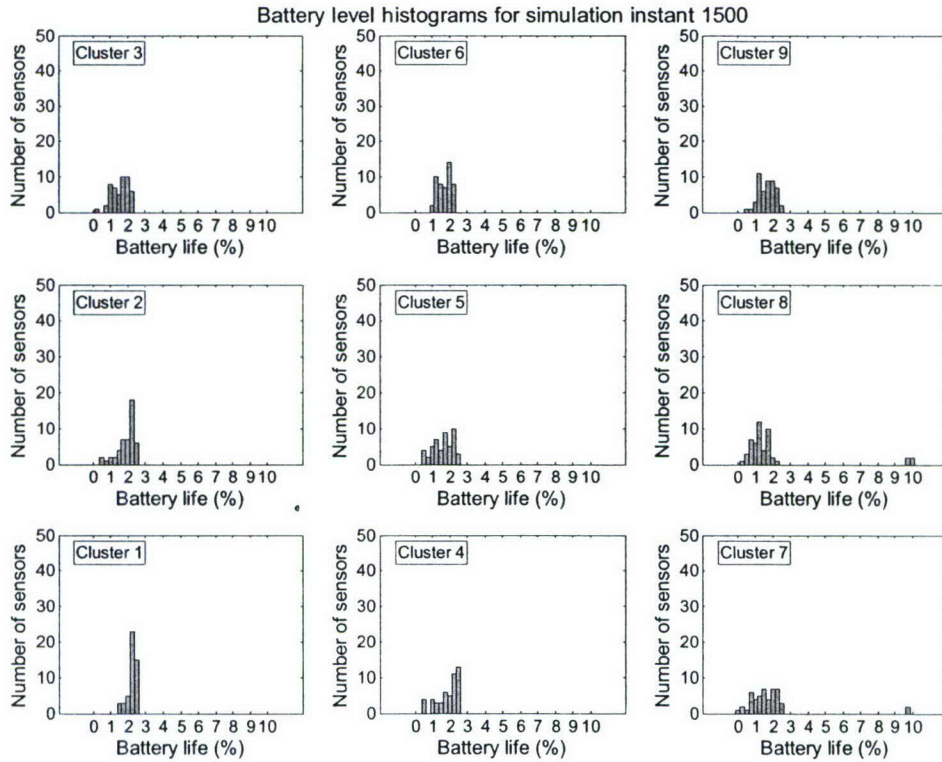 Battery level histograms for simulation instant 1500
50
40
30
20
10
0
Number of sensors
Cluster 3
0 1 2 3 4 5 6 7 8 9 10
Battery life (%)
50
40
30
20
10
0
Number of sensors
Cluster 6
0 1 2 3 4 5 6 7 8 9 10
Battery life (%)
50
40
30
20
10
0
Number of sensors
Cluster 9
0 1 2 3 4 5 6 7 8 9 10
Battery life (%)
50
40
30
20
10
0
Number of sensors
Cluster 2
0 1 2 3 4 5 6 7 8 9 10
Battery life (%)
50
40
30
20
10
0
Number of sensors
Cluster 5
0 1 2 3 4 5 6 7 8 9 10
Battery life (%)
50
40
30
20
10
0
Number of sensors
Cluster 8
0 1 2 3 4 5 6 7 8 9 10
Battery life (%)
50
40
30
20
10
0
Number of sensors
Cluster 1
0 1 2 3 4 5 6 7 8 9 10
Battery life (%)
50
40
30
20
10
0
Number of sensors
Cluster 4
0 1 2 3 4 5 6 7 8 9 10
Battery life (%)
50
40
30
20
10
0
Number of sensors
Cluster 7
0 1 2 3 4 5 6 7 8 9 10
Battery life (%)